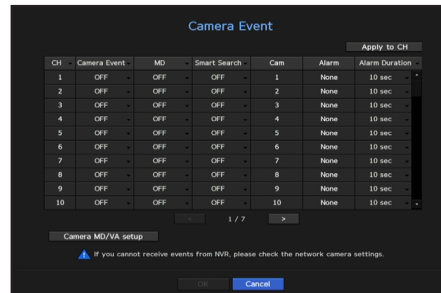 Camera Event
Apply to CH
CH Camera Event MD Smart Search Cam Alarm Alarm Duration
1 OFF OFF OFF 1 None 10 sec
2 OFF OFF OFF 2 None 10 sec
3 OFF OFF OFF 3 None 10 sec
4 OFF OFF OFF 4 None 10 sec
5 OFF OFF OFF 5 None 10 sec
6 OFF OFF OFF 6 None 10 sec
7 OFF OFF OFF 7 None 10 sec
8 OFF OFF OFF 8 None 10 sec
9 OFF OFF OFF 9 None 10 sec
10 OFF OFF OFF 10 None 10 sec
< 1 / 7 >
Camera MD/VA setup
If you cannot receive events from NVR, please check the network camera settings.
OK Cancel